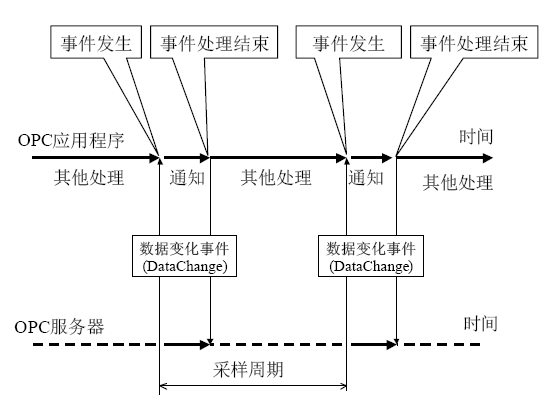 事件发生
事件处理结束
事件发生
事件处理结束
OPC应用程序
时间
其他处理
通知
其他处理
通知
其他处理
数据变化事件
(DataChange)
数据变化事件
(DataChange)
OPC服务器
时间
采样周期